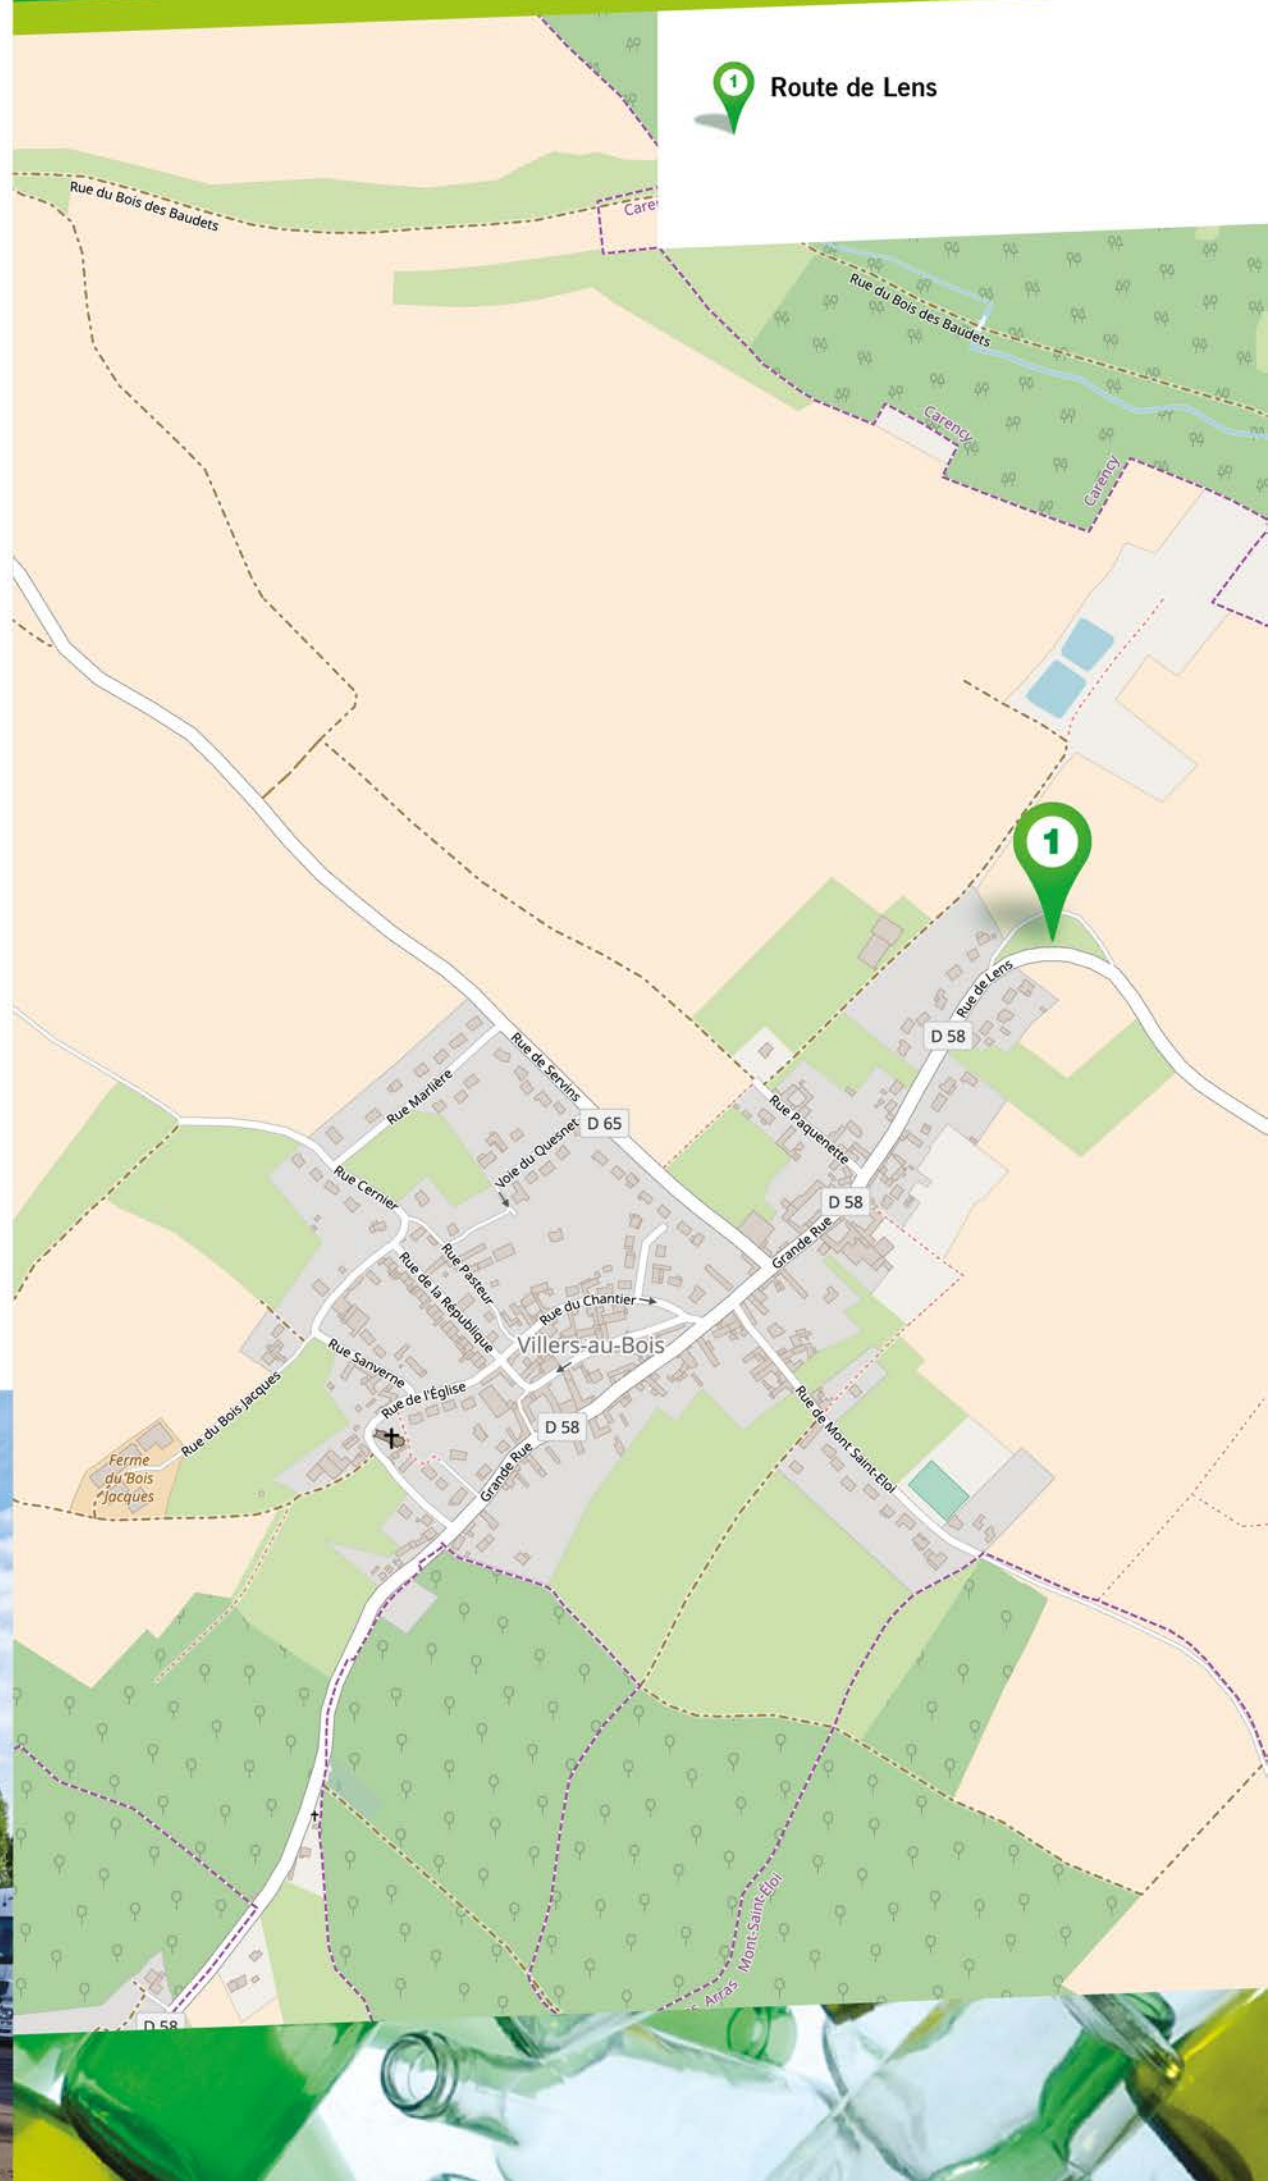 1
Route de Lens
Rue du Bois des Baudets
Rue du Bois des Baudets
Carency
Carency
1
Rue de Lens
D 58
Rue de Servins
Rue Marlière
D 65
Voie du Quesnet
Rue Paquenette
Rue Cernier
D 58
Grande Rue
Rue Pasteur
Rue de la République
Rue du Chantier
Villers-au-Bois
Rue Sanverne
Rue de l'Église
Rue du Bois Jacques
Rue de Mont Saint-Eloi
D 58
Grande Rue
Ferme
du Bois
Jacques
Mont-Saint-Éloi
Arras
D 58